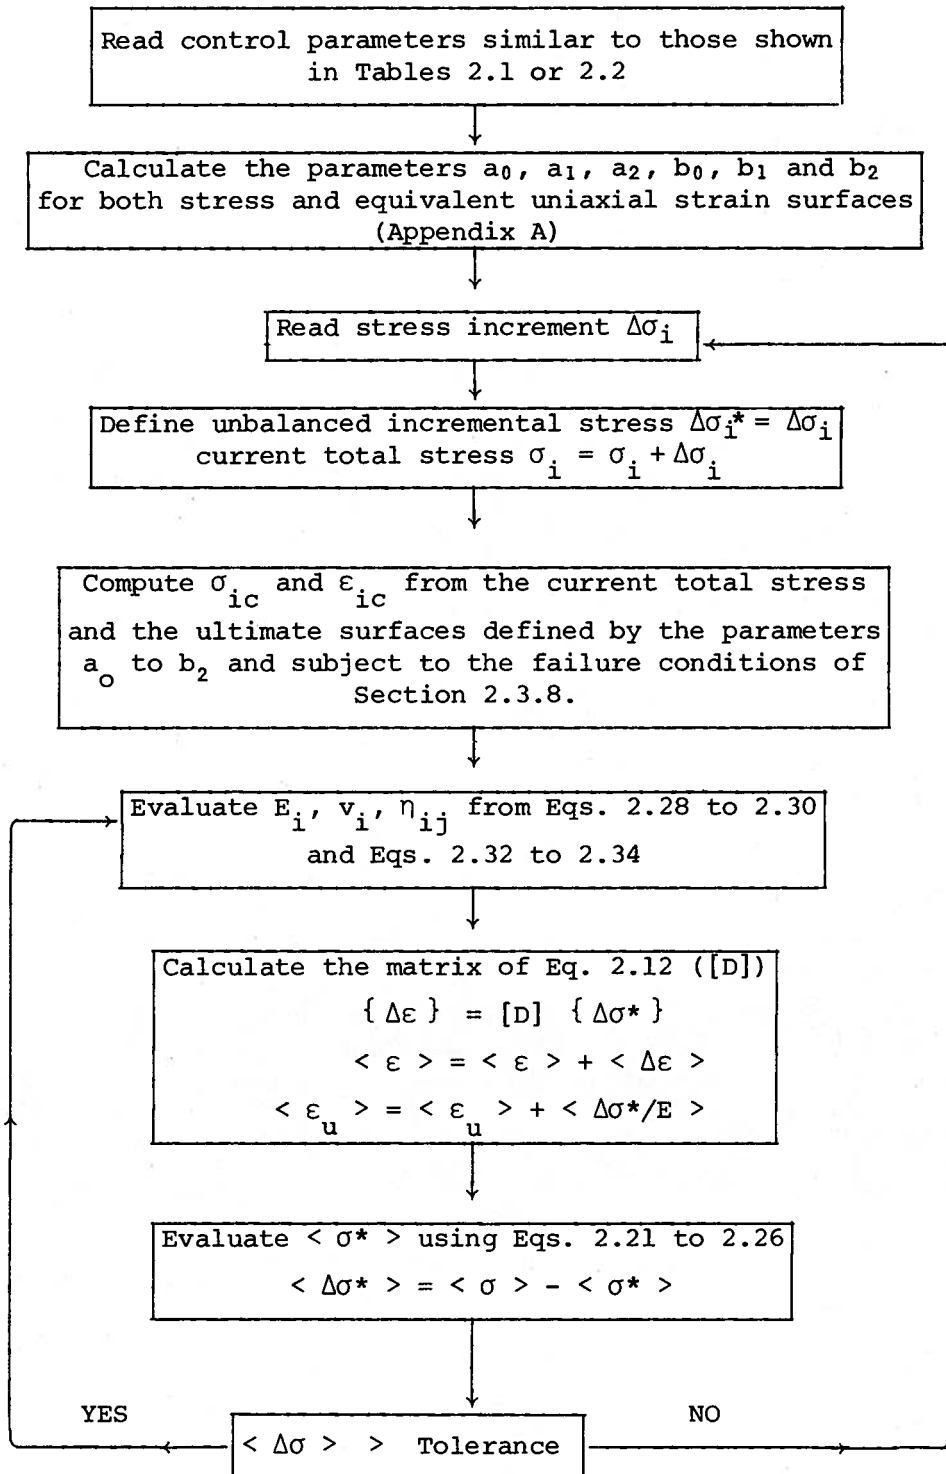 Read control parameters similar to those shown
in Tables 2.1 or 2.2
Calculate the parameters a₀, a₁, a₂, b₀, b₁ and b₂
for both stress and equivalent uniaxial strain surfaces
(Appendix A)
Read stress increment Δσᵢ
Define unbalanced incremental stress Δσᵢ* = Δσᵢ
current total stress σᵢ = σᵢ + Δσᵢ
Compute σ_ic and ε_ic from the current total stress
and the ultimate surfaces defined by the parameters
a_o to b₂ and subject to the failure conditions of
Section 2.3.8.
Evaluate Eᵢ, vᵢ, η_ij from Eqs. 2.28 to 2.30
and Eqs. 2.32 to 2.34
Calculate the matrix of Eq. 2.12 ([D])
{ Δε } = [D] { Δσ* }
< ε > = < ε > + < Δε >
< ε_u > = < ε_u > + < Δσ*/E >
Evaluate < σ* > using Eqs. 2.21 to 2.26
< Δσ* > = < σ > - < σ* >
YES
NO
< Δσ > > Tolerance